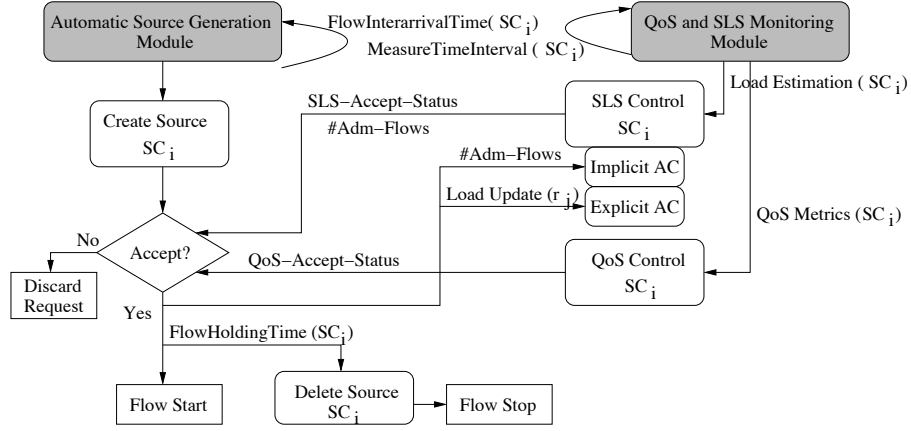 Automatic Source Generation
Module
FlowInterarrivalTime( SC i )
MeasureTimeInterval ( SC i )
QoS and SLS Monitoring
Module
Load Estimation ( SC i )
Create Source
SC i
SLS−Accept−Status
#Adm−Flows
SLS Control
SC i
#Adm−Flows
Implicit AC
Load Update (r j)
Explicit AC
QoS Metrics (SC i )
No
Accept?
QoS−Accept−Status
QoS Control
SC i
Discard
Request
Yes
FlowHoldingTime (SC i )
Flow Start
Delete Source
SC i
Flow Stop